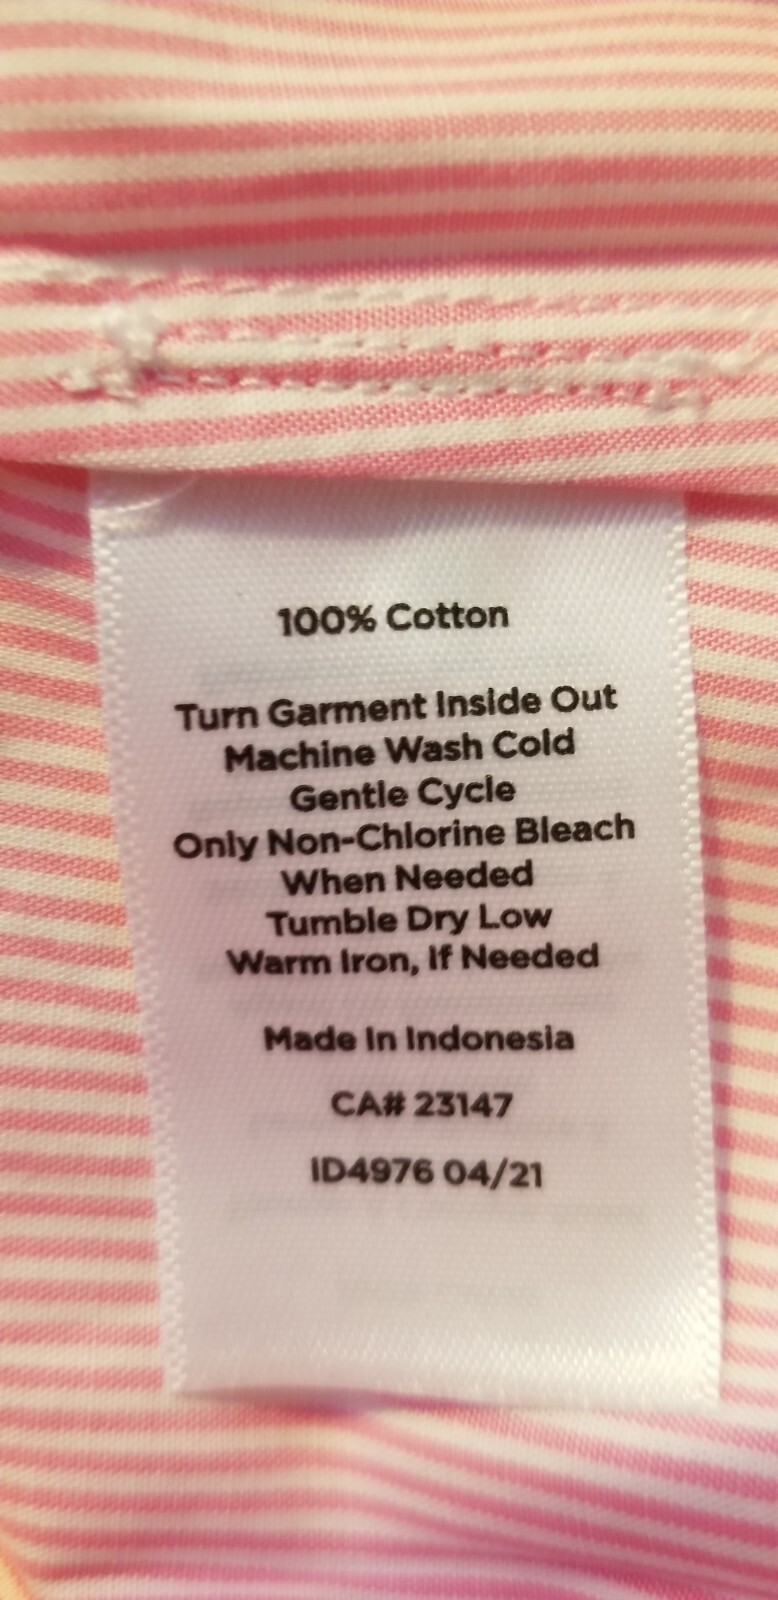 100% Cotton
Turn Garment Inside Out
Machine Wash Cold
Gentle Cycle
Only Non-Chlorine Bleach
When Needed
Tumble Dry Low
Warm Iron, If Needed
Made In Indonesia
CA# 23147
ID4976 04/21